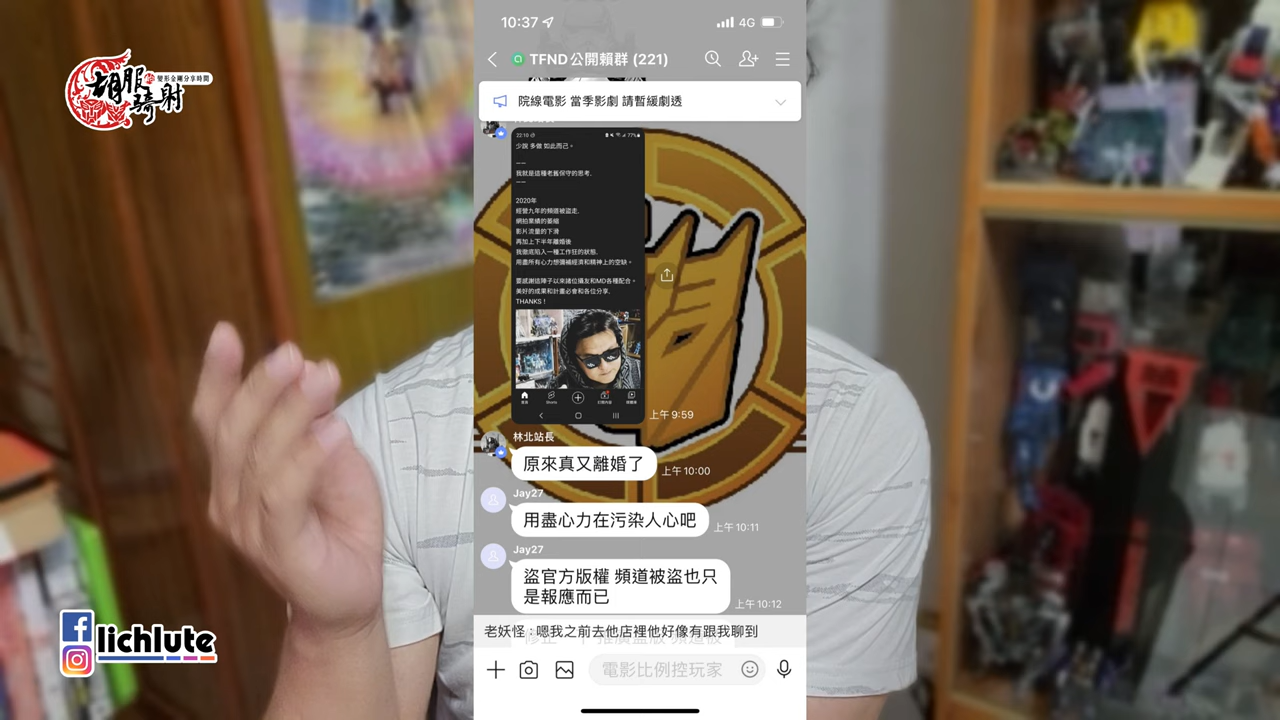 胡服騎射
變形金剛分享時間
10:37
4G
TFND公開賴群 (221)
院線電影 當季影劇 請暫緩劇透
22:10
77%
少說 多做 如此而已。
——
我就是這種老舊保守的思考.
——
2020年
經營九年的頻道被盜走.
網拍業績的萎縮
影片流量的下滑
再加上下半年離婚後
我徹底陷入一種工作狂的狀態.
用盡所有心力想彌補經濟和精神上的空缺。
要感謝這陣子以來諸位攝友和MD各種配合。
美好的成果和計畫必會和各位分享.
THANKS！
Shorts
上午 9:59
林北站長
原來真又離婚了
上午 10:00
Jay27
用盡心力在污染人心吧
上午 10:11
Jay27
盜官方版權 頻道被盜也只
是報應而已
上午 10:12
老妖怪 : 嗯我之前去他店裡他好像有跟我聊到
電影比例控玩家
f lichlute